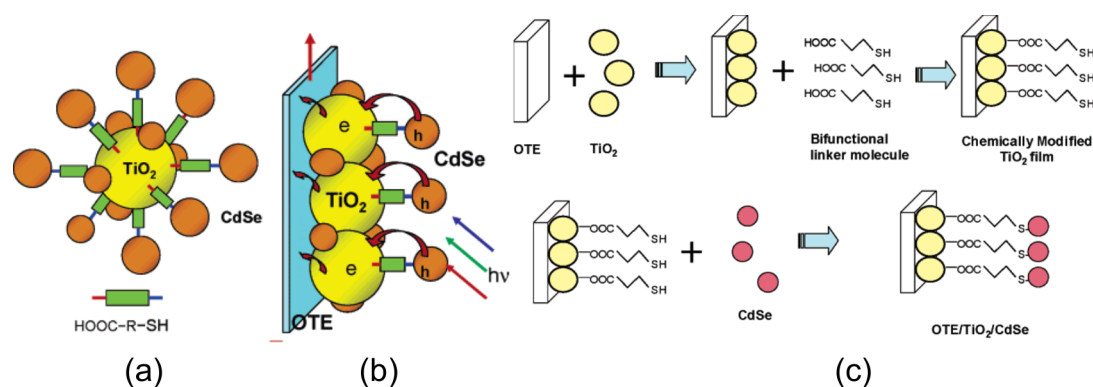 TiO2
CdSe
HOOC-R-SH
(a)
e
h
CdSe
TiO2
h
e
h
hν
OTE
(b)
OTE
+
TiO2
+
HOOC
SH
HOOC
SH
HOOC
SH
Bifunctional
linker molecule
OOC
SH
OOC
SH
OOC
SH
Chemically Modified
TiO2 film
OOC
SH
OOC
SH
OOC
SH
+
CdSe
OOC
S
OOC
S
OOC
S
OTE/TiO2/CdSe
(c)